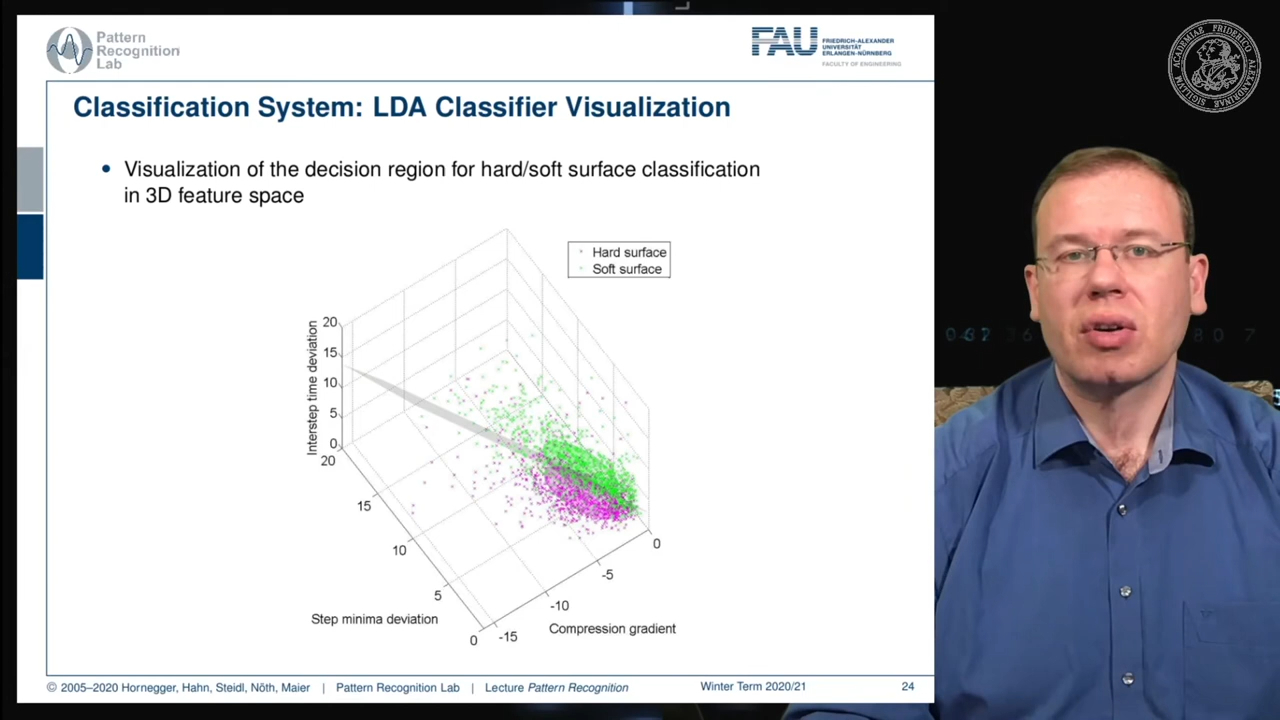 Pattern
Recognition
Lab
FAU
FRIEDRICH-ALEXANDER
UNIVERSITÄT
ERLANGEN-NÜRNBERG
FACULTY OF ENGINEERING
Classification System: LDA Classifier Visualization
• Visualization of the decision region for hard/soft surface classification
in 3D feature space
Hard surface
Soft surface
Interstep time deviation
20
15
10
5
0
20
15
10
5
0
Step minima deviation
-15
-10
-5
0
Compression gradient
© 2005–2020 Hornegger, Hahn, Steidl, Nöth, Maier | Pattern Recognition Lab | Lecture Pattern Recognition
Winter Term 2020/21
24